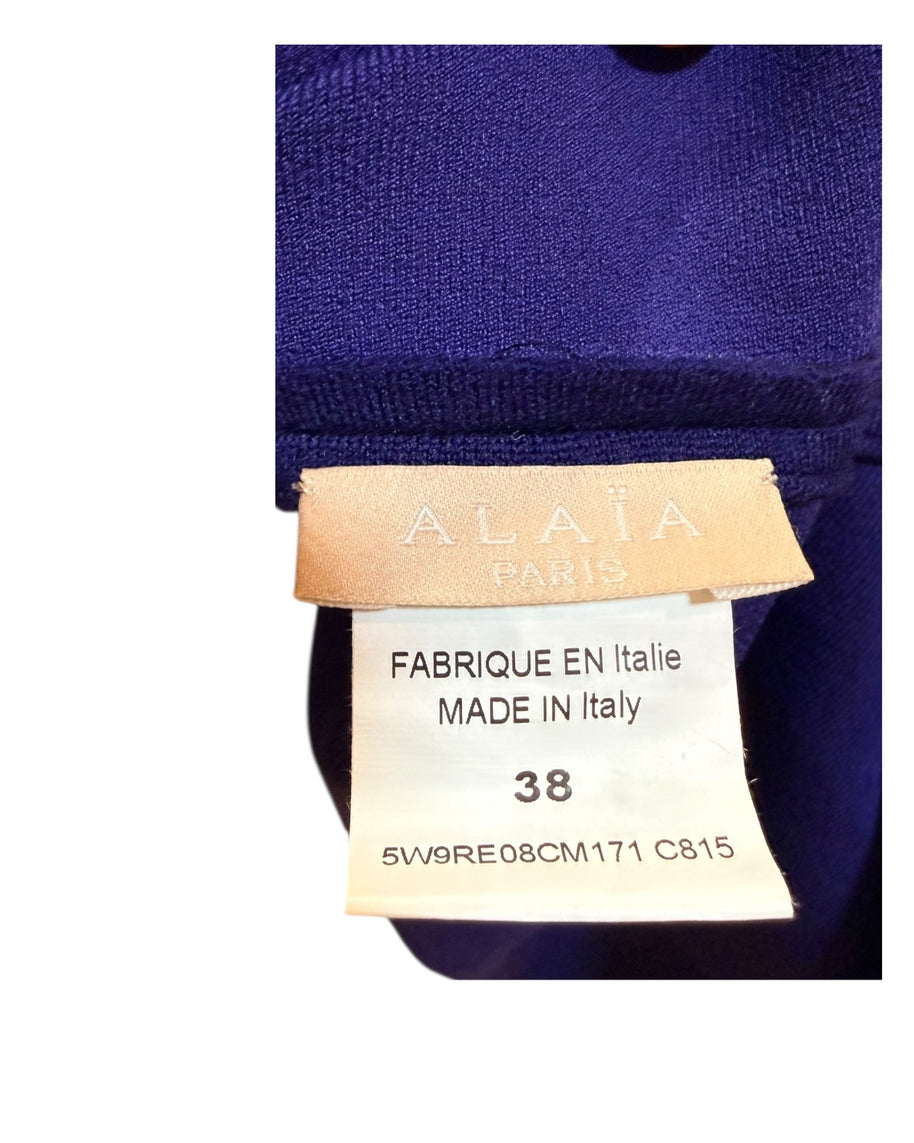 ALAÏA
PARIS
FABRIQUE EN Italie
MADE IN Italy
38
5W9RE08CM171 C815